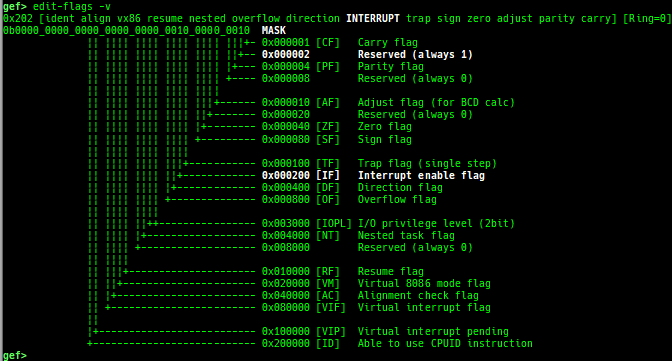 gef> edit-flags -v
0x202 [ident align vx86 resume nested overflow direction INTERRUPT trap sign zero adjust parity carry] [Ring=0]
0b0000_0000_0000_0000_0010_0000_0010 MASK
0x000001 [CF] Carry flag
0x000002 Reserved (always 1)
0x000004 [PF] Parity flag
0x000008 Reserved (always 0)
0x000010 [AF] Adjust flag (for BCD calc)
0x000020 Reserved (always 0)
0x000040 [ZF] Zero flag
0x000080 [SF] Sign flag
0x000100 [TF] Trap flag (single step)
0x000200 [IF] Interrupt enable flag
0x000400 [DF] Direction flag
0x000800 [OF] Overflow flag
0x003000 [IOPL] I/O privilege level (2bit)
0x004000 [NT] Nested task flag
0x008000 Reserved (always 0)
0x010000 [RF] Resume flag
0x020000 [VM] Virtual 8086 mode flag
0x040000 [AC] Alignment check flag
0x080000 [VIF] Virtual interrupt flag
0x100000 [VIP] Virtual interrupt pending
0x200000 [ID] Able to use CPUID instruction
gef>